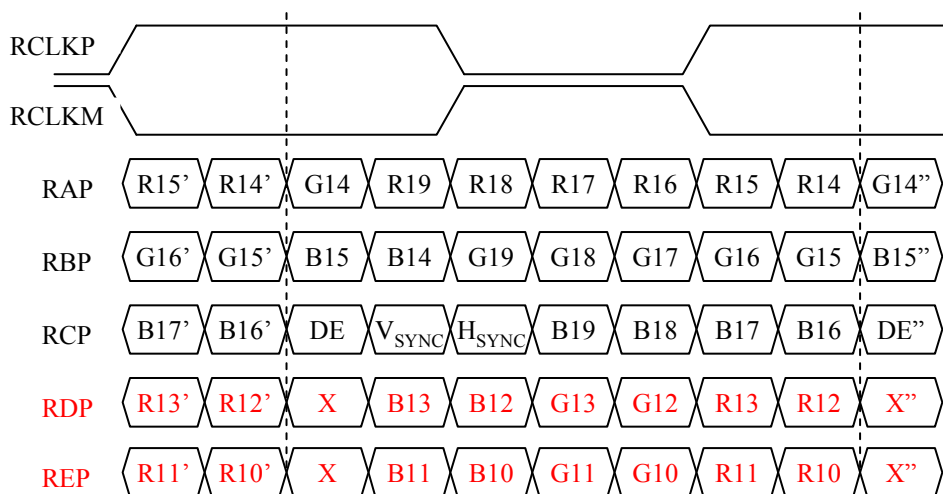 RCLKP
RCLKM
RAP R15’ R14’ G14 R19 R18 R17 R16 R15 R14 G14”
RBP G16’ G15’ B15 B14 G19 G18 G17 G16 G15 B15”
RCP B17’ B16’ DE VSYNC HSYNC B19 B18 B17 B16 DE”
RDP R13’ R12’ X B13 B12 G13 G12 R13 R12 X”
REP R11’ R10’ X B11 B10 G11 G10 R11 R10 X”